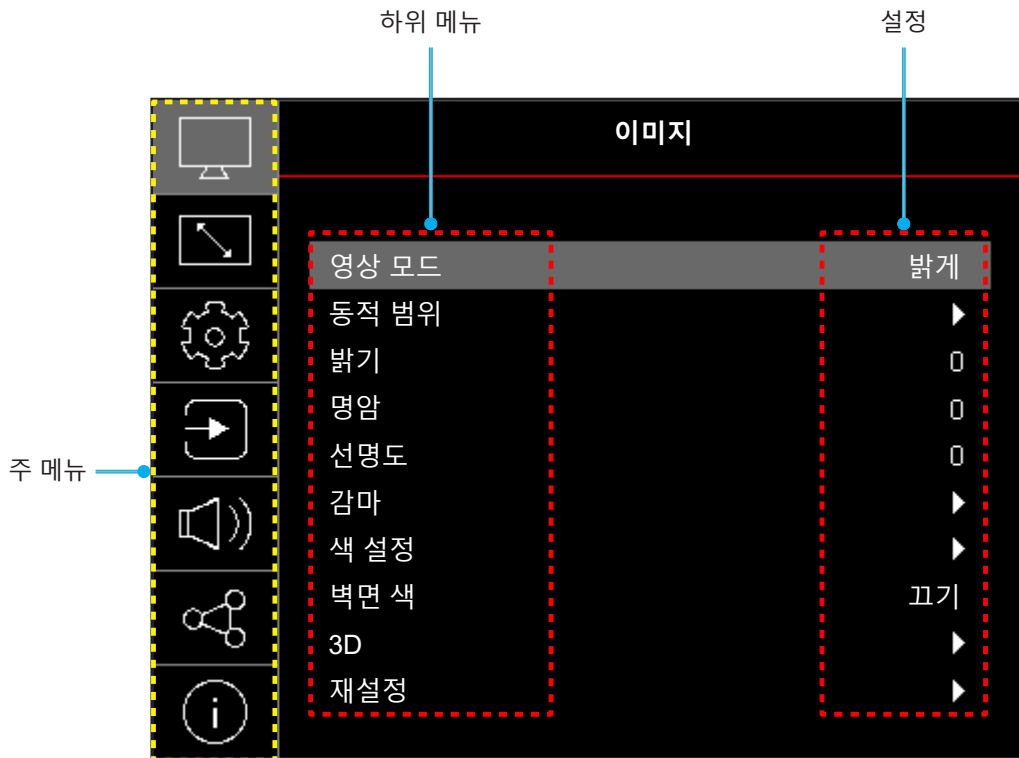 하위 메뉴 설정
이미지
영상 모드 밝게
동적 범위
밝기 0
명암 0
선명도 0
주 메뉴
감마
색 설정
벽면 색 끄기
3D
재설정
i